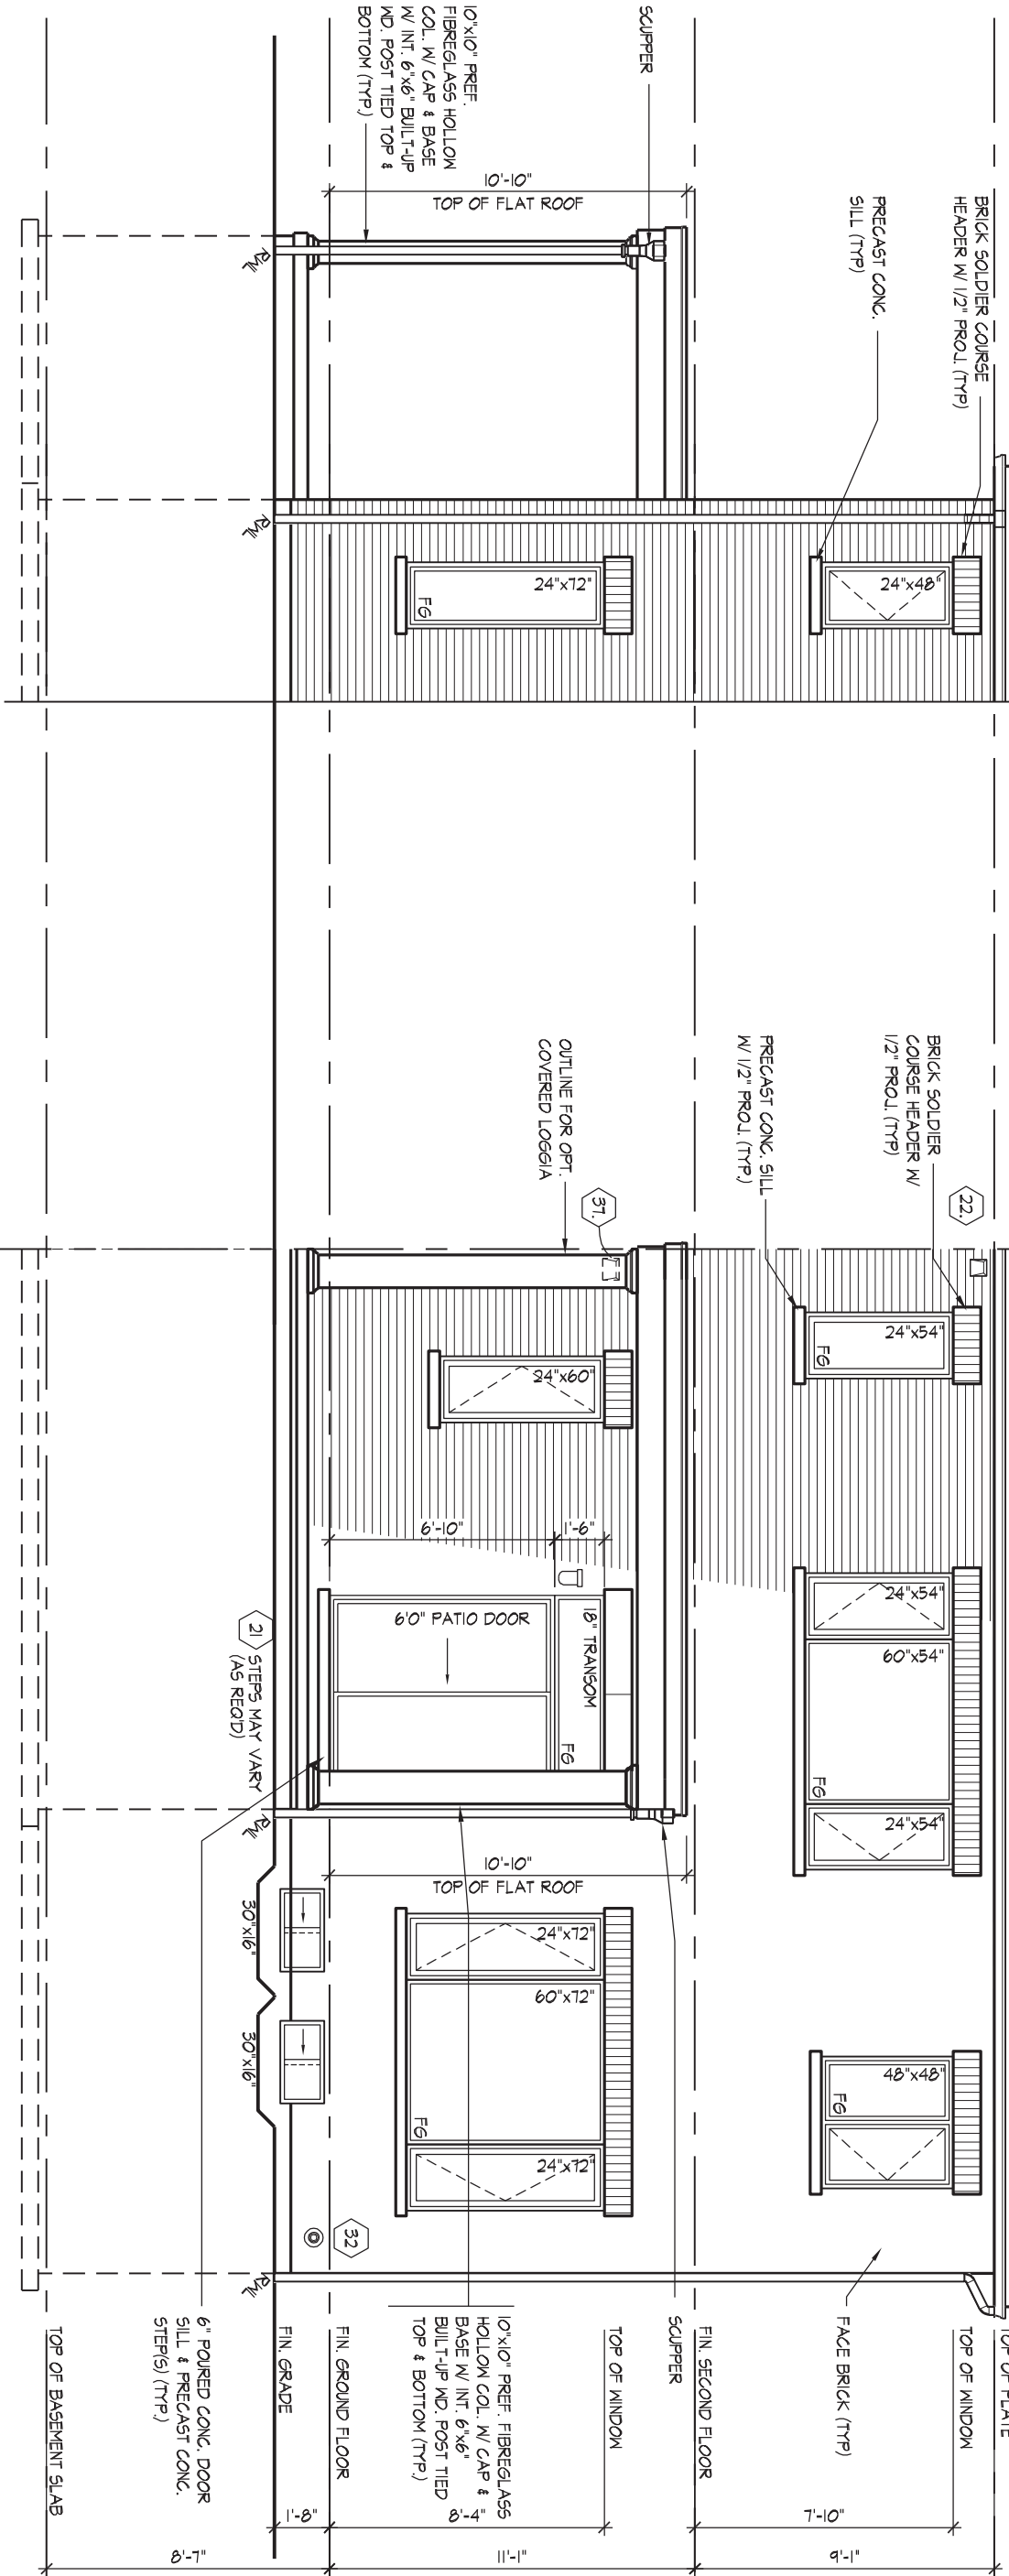 10"x10" PREF.
FIBREGLASS HOLLOW
COL. W/ CAP & BASE
W/ INT. 6"x6" BUILT-UP
WD. POST TIED TOP &
BOTTOM (TYP.)
SCUPPER
10'-10"
TOP OF FLAT ROOF
BRICK SOLDIER COURSE
HEADER W/ 1/2" PROJ. (TYP)
PRECAST CONC.
SILL (TYP)
24"x48"
24"x72"
FG
RWL
RWL
BRICK SOLDIER
COURSE HEADER W/
1/2" PROJ. (TYP)
PRECAST CONC. SILL
W/ 1/2" PROJ. (TYP.)
22.
OUTLINE FOR OPT.
COVERED LOGGIA
37.
24"x54"
FG
24"x60"
24"x54"
60"x54"
FG
24"x54"
6'-10"
1'-6"
6'0" PATIO DOOR
18" TRANSOM
FG
21
STEPS MAY VARY
(AS REQ'D)
RWL
10'-10"
TOP OF FLAT ROOF
30"x16"
30"x16"
24"x72"
60"x72"
FG
24"x72"
48"x48"
FG
32
RWL
TOP OF PLATE
TOP OF WINDOW
FACE BRICK (TYP)
FIN. SECOND FLOOR
SCUPPER
TOP OF WINDOW
10"x10" PREF. FIBREGLASS
HOLLOW COL. W/ CAP &
BASE W/ INT. 6"x6"
BUILT-UP WD. POST TIED
TOP & BOTTOM (TYP.)
FIN. GROUND FLOOR
FIN. GRADE
6" POURED CONC. DOOR
SILL & PRECAST CONC.
STEP(S) (TYP.)
TOP OF BASEMENT SLAB
7'-10"
9'-1"
8'-4"
11'-1"
1'-8"
8'-7"